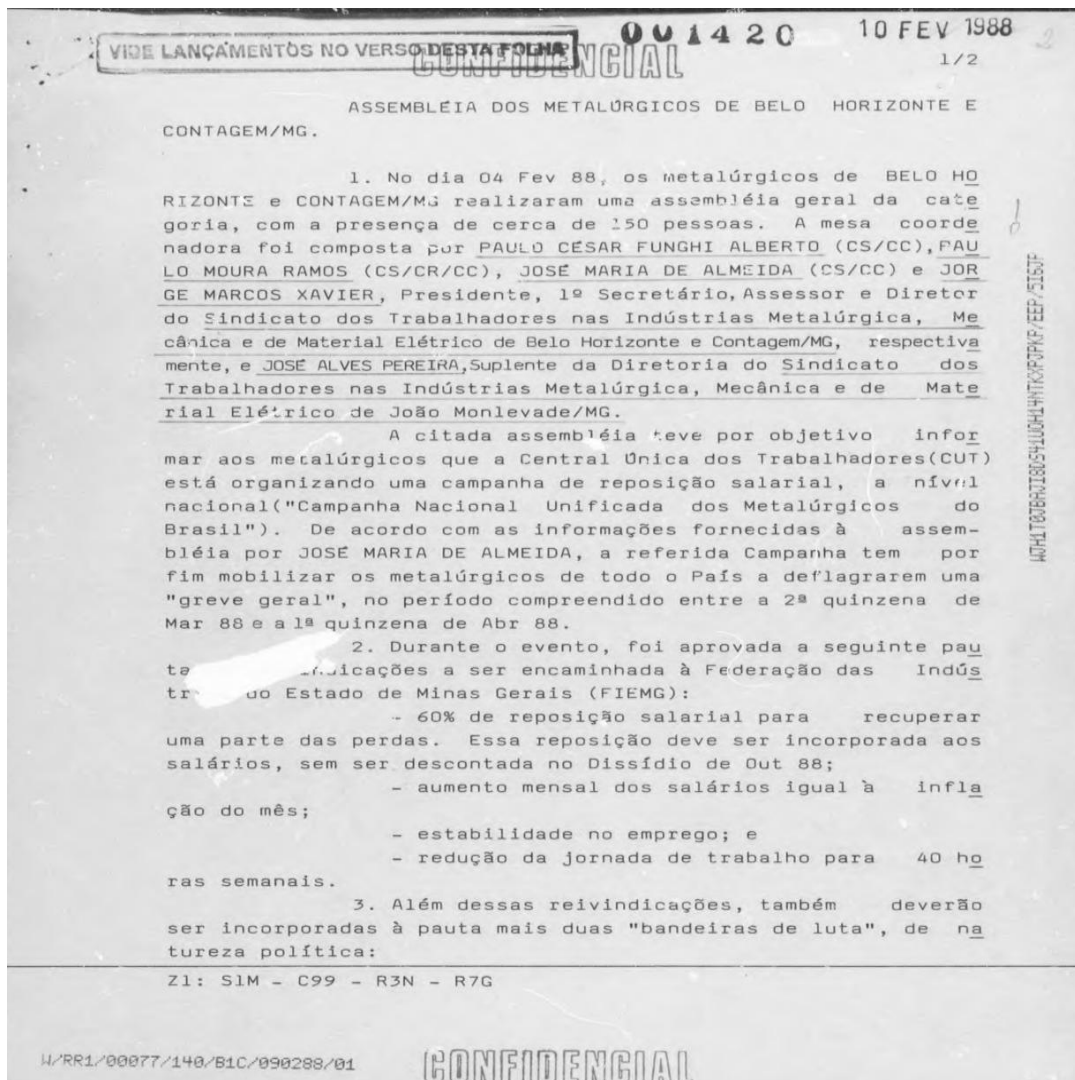 001420
10 FEV 1988
2
VIDE LANÇAMENTOS NO VERSO DESTA FOLHA
CONFIDENCIAL
1/2
ASSEMBLÉIA DOS METALÚRGICOS DE BELO HORIZONTE E
CONTAGEM/MG.
1. No dia 04 Fev 88, os metalúrgicos de BELO HO
RIZONTE e CONTAGEM/MG realizaram uma assembléia geral da cate
goria, com a presença de cerca de 150 pessoas. A mesa coorde
nadora foi composta por PAULO CÉSAR FUNGHI ALBERTO (CS/CC), PAU
LO MOURA RAMOS (CS/CR/CC), JOSÉ MARIA DE ALMEIDA (CS/CC) e JOR
GE MARCOS XAVIER, Presidente, 1º Secretário, Assessor e Diretor
do Sindicato dos Trabalhadores nas Indústrias Metalúrgica, Me
cânica e de Material Elétrico de Belo Horizonte e Contagem/MG, respectiva
mente, e JOSÉ ALVES PEREIRA, Suplente da Diretoria do Sindicato dos
Trabalhadores nas Indústrias Metalúrgica, Mecânica e de Mate
rial Elétrico de João Monlevade/MG.
A citada assembléia teve por objetivo infor
mar aos metalúrgicos que a Central Única dos Trabalhadores(CUT)
está organizando uma campanha de reposição salarial, a nível
nacional("Campanha Nacional Unificada dos Metalúrgicos do
Brasil"). De acordo com as informações fornecidas à assem-
bléia por JOSÉ MARIA DE ALMEIDA, a referida Campanha tem por
fim mobilizar os metalúrgicos de todo o País a deflagrarem uma
"greve geral", no período compreendido entre a 2ª quinzena de
Mar 88 e a 1ª quinzena de Abr 88.
2. Durante o evento, foi aprovada a seguinte pau
ta dicações a ser encaminhada à Federação das Indús
tr do Estado de Minas Gerais (FIEMG):
- 60% de reposição salarial para recuperar
uma parte das perdas. Essa reposição deve ser incorporada aos
salários, sem ser descontada no Dissídio de Out 88;
- aumento mensal dos salários igual à infla
ção do mês;
- estabilidade no emprego; e
- redução da jornada de trabalho para 40 ho
ras semanais.
3. Além dessas reivindicações, também deverão
ser incorporadas à pauta mais duas "bandeiras de luta", de na
tureza política:
Z1: S1M - C99 - R3N - R7G
W/RR1/00077/140/B1C/090288/01
CONFIDENCIAL